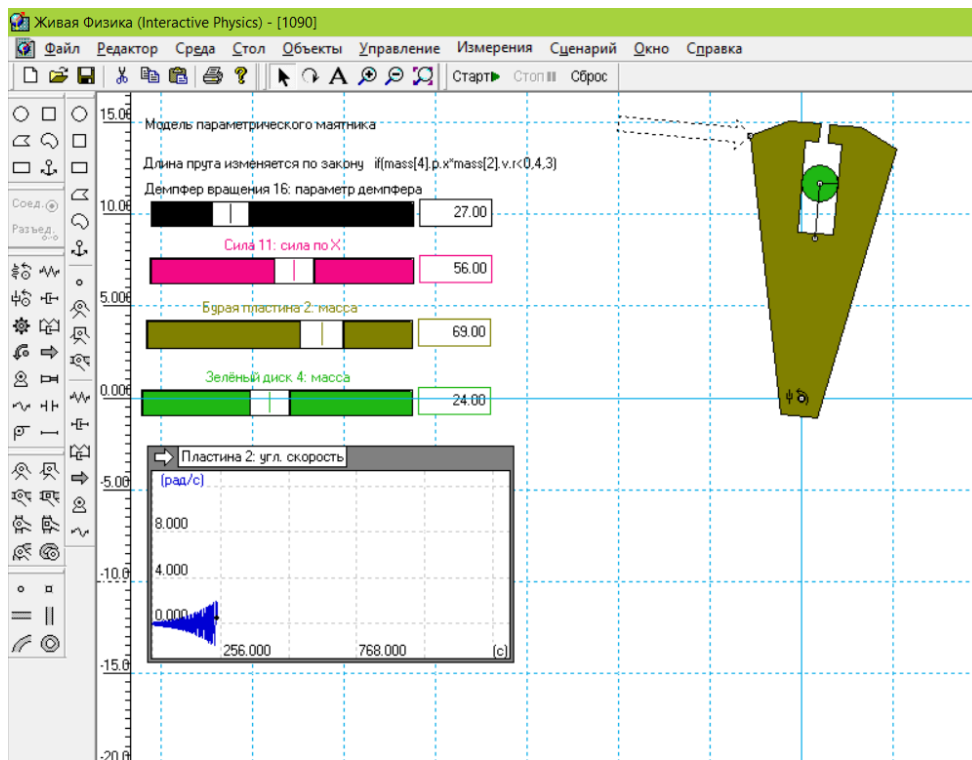 Живая Физика (Interactive Physics) - [1090]
Файл Редактор Среда Стол Объекты Управление Измерения Сценарий Окно Справка
A ? Старт Стоп Сброс
Соед.
Разъед.
15.00
Модель параметрического маятника
Длина прута изменяется по закону if(mass[4].p.x*mass[2].v.r<0,4,3)
Демпфер вращения 16: параметр демпфера
10.00
27.00
Сила 11: сила по X
56.00
5.000
Бурая пластина 2: масса
69.00
Зелёный диск 4: масса
0.000
24.00
Пластина 2: угл. скорость
-5.00
(рад/с)
8.000
4.000
-10.0
0.000
256.000 768.000 (с)
-15.0
-20.0